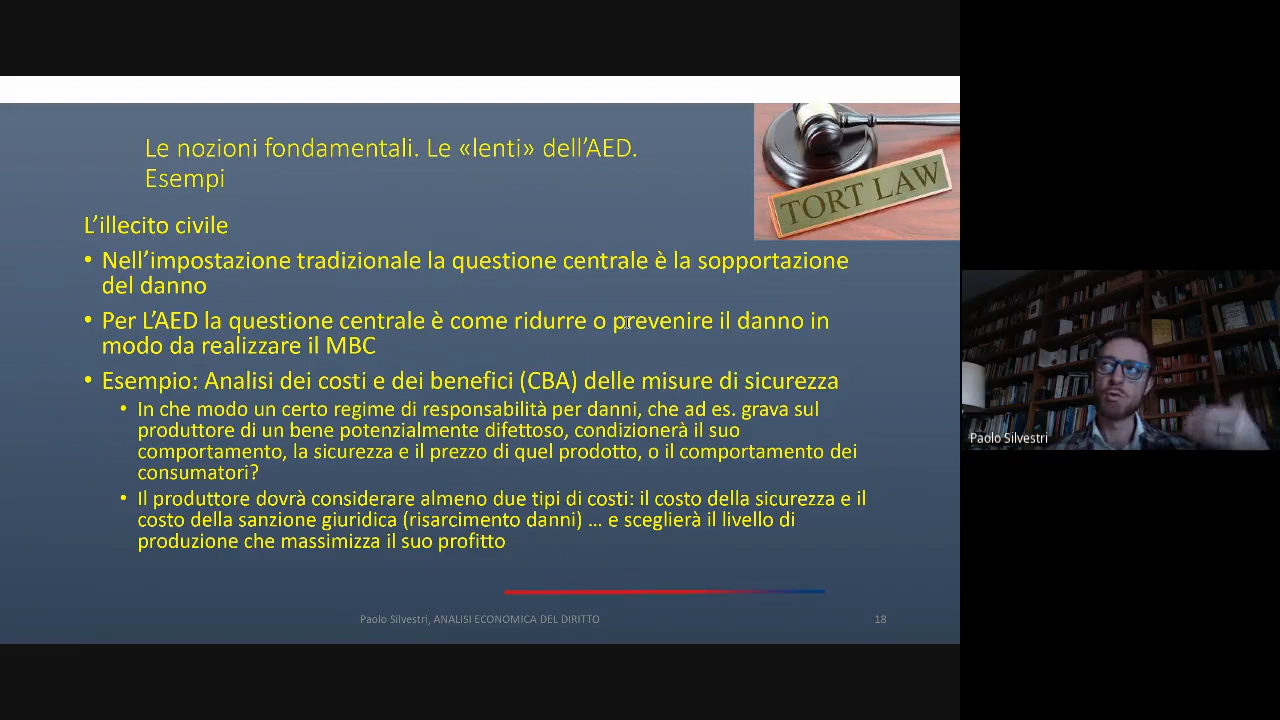 Le nozioni fondamentali. Le «lenti» dell’AED.
Esempi
TORT LAW
L’illecito civile
• Nell’impostazione tradizionale la questione centrale è la sopportazione
del danno
• Per L’AED la questione centrale è come ridurre o prevenire il danno in
modo da realizzare il MBC
• Esempio: Analisi dei costi e dei benefici (CBA) delle misure di sicurezza
• In che modo un certo regime di responsabilità per danni, che ad es. grava sul
produttore di un bene potenzialmente difettoso, condizionerà il suo
comportamento, la sicurezza e il prezzo di quel prodotto, o il comportamento dei
consumatori?
• Il produttore dovrà considerare almeno due tipi di costi: il costo della sicurezza e il
costo della sanzione giuridica (risarcimento danni) … e sceglierà il livello di
produzione che massimizza il suo profitto
Paolo Silvestri, ANALISI ECONOMICA DEL DIRITTO
18
Paolo Silvestri